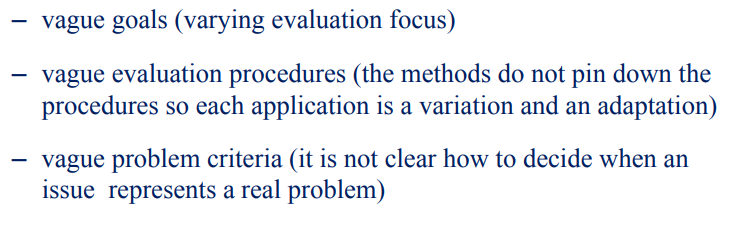 – vague goals (varying evaluation focus)
– vague evaluation procedures (the methods do not pin down the
procedures so each application is a variation and an adaptation)
– vague problem criteria (it is not clear how to decide when an
issue  represents a real problem)